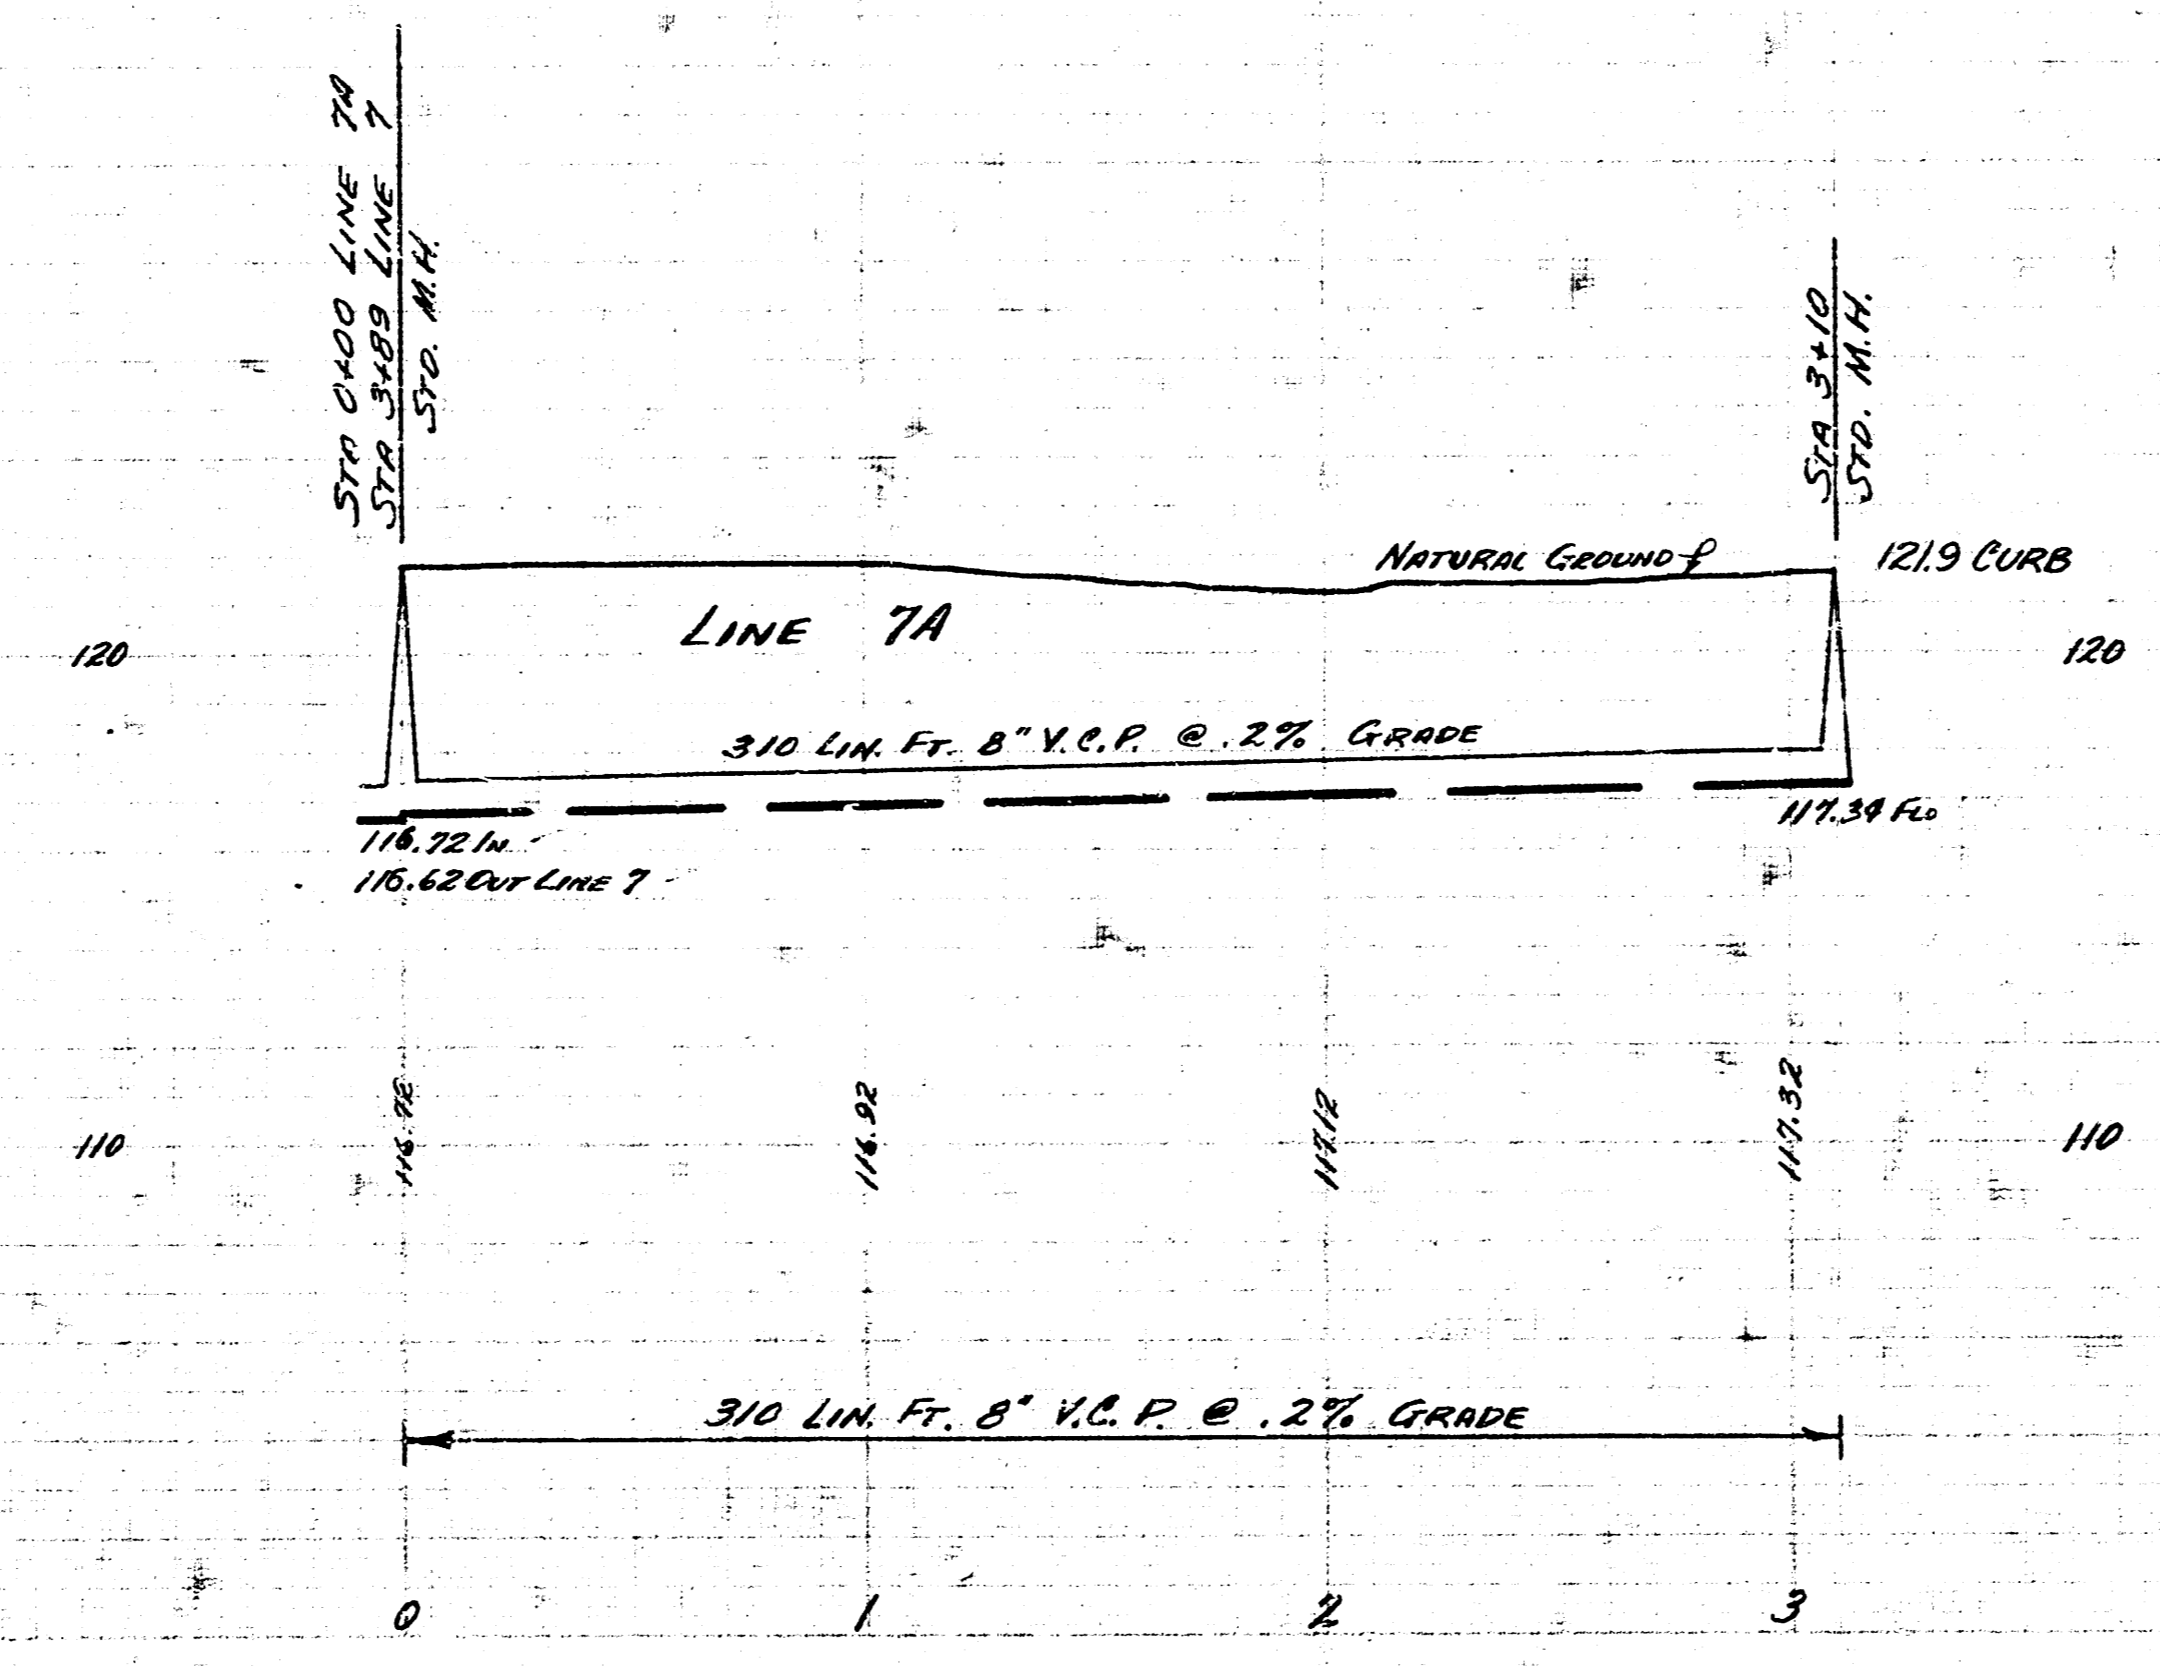 STA 0+00 LINE 7A
STA 3+89 LINE 7
STD. M.H.
STA 3+10
STD. M.H.
NATURAL GROUND
121.9 CURB
LINE 7A
120
120
310 LIN. FT. 8" V.C.P. @ .2% GRADE
116.72 IN
117.34 FLO
116.62 OUT LINE 7
116.72
116.92
117.12
117.32
110
110
310 LIN. FT. 8" V.C.P. @ .2% GRADE
0 1 2 3